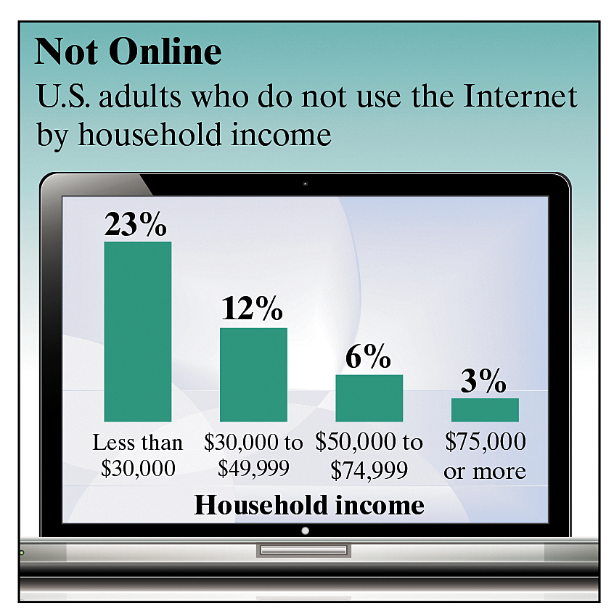 Not Online
U.S. adults who do not use the Internet
by household income
23%
12%
6%
3%
Less than
$30,000
$30,000 to
$49,999
$50,000 to
$74,999
$75,000
or more
Household income